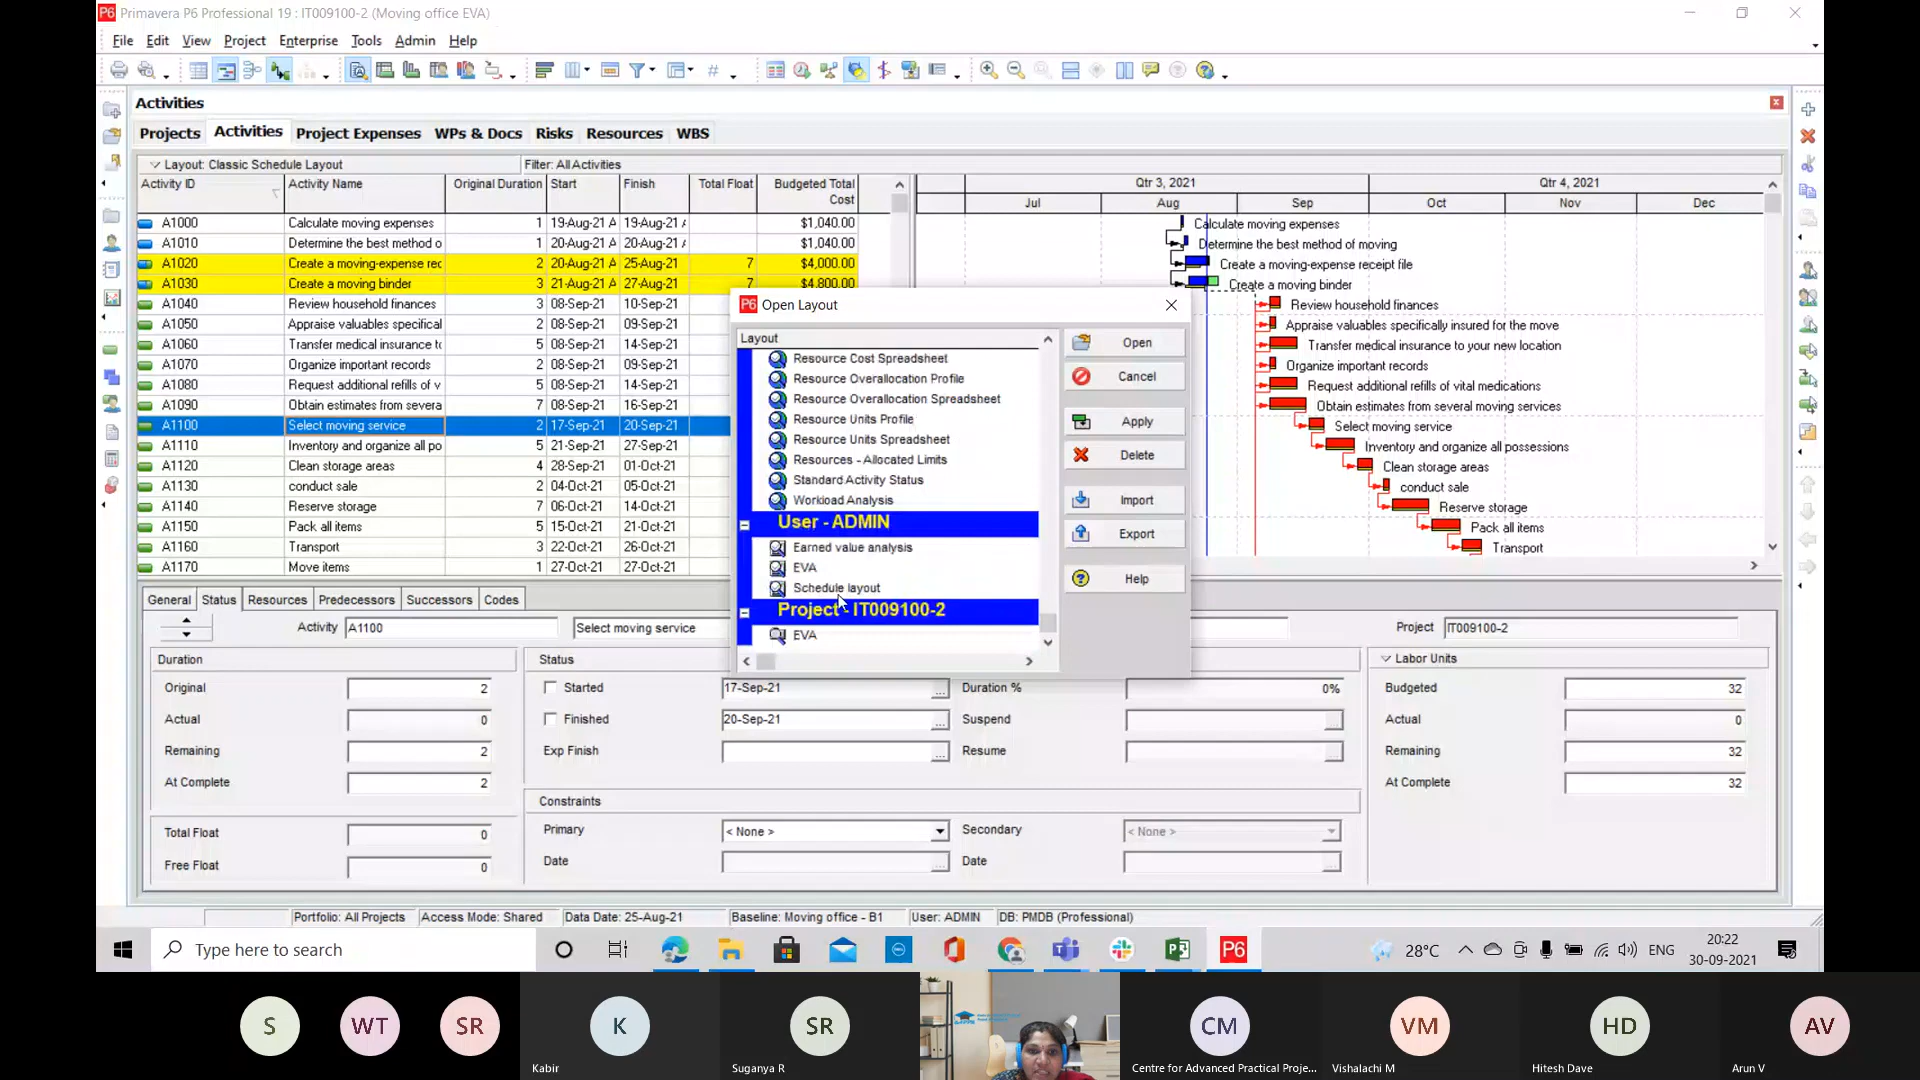 Primavera P6 Professional 19 : IT009100-2 (Moving office EVA)
File Edit View Project Enterprise Tools Admin Help
Activities
Projects Activities Project Expenses WPs & Docs Risks Resources WBS
Layout: Classic Schedule Layout Filter: All Activities
Activity ID Activity Name Original Duration Start Finish Total Float Budgeted Total Cost
Qtr 3, 2021 Qtr 4, 2021
Jul Aug Sep Oct Nov Dec
A1000 Calculate moving expenses 1 19-Aug-21 A 19-Aug-21 $1,040.00 Calculate moving expenses
A1010 Determine the best method o 1 20-Aug-21 A 20-Aug-21 $1,040.00 Determine the best method of moving
A1020 Create a moving-expense rec 2 20-Aug-21 A 25-Aug-21 7 $4,000.00 Create a moving-expense receipt file
A1030 Create a moving binder 3 21-Aug-21 A 27-Aug-21 7 $4,800.00 Create a moving binder
A1040 Review household finances 3 08-Sep-21 10-Sep-21 Review household finances
A1050 Appraise valuables specifical 2 08-Sep-21 09-Sep-21 Appraise valuables specifically insured for the move
A1060 Transfer medical insurance to 5 08-Sep-21 14-Sep-21 Transfer medical insurance to your new location
A1070 Organize important records 2 08-Sep-21 09-Sep-21 Organize important records
A1080 Request additional refills of v 5 08-Sep-21 14-Sep-21 Request additional refills of vital medications
A1090 Obtain estimates from severa 7 08-Sep-21 16-Sep-21 Obtain estimates from several moving services
A1100 Select moving service 2 17-Sep-21 20-Sep-21 Select moving service
A1110 Inventory and organize all po 5 21-Sep-21 27-Sep-21 Inventory and organize all possessions
A1120 Clean storage areas 4 28-Sep-21 01-Oct-21 Clean storage areas
A1130 conduct sale 2 04-Oct-21 05-Oct-21 conduct sale
A1140 Reserve storage 7 06-Oct-21 14-Oct-21 Reserve storage
A1150 Pack all items 5 15-Oct-21 21-Oct-21 Pack all items
A1160 Transport 3 22-Oct-21 26-Oct-21 Transport
A1170 Move items 1 27-Oct-21 27-Oct-21
P6 Open Layout
Layout
Resource Cost Spreadsheet
Resource Overallocation Profile
Resource Overallocation Spreadsheet
Resource Units Profile
Resource Units Spreadsheet
Resources - Allocated Limits
Standard Activity Status
Workload Analysis
User - ADMIN
Earned value analysis
EVA
Schedule layout
Project - IT009100-2
EVA
Open
Cancel
Apply
Delete
Import
Export
Help
General Status Resources Predecessors Successors Codes
Activity A1100 Select moving service Project IT009100-2
Duration Status Labor Units
Original 2 Started 17-Sep-21 Duration % 0% Budgeted 32
Actual 0 Finished 20-Sep-21 Suspend Actual 0
Remaining 2 Exp Finish Resume Remaining 32
At Complete 2 At Complete 32
Constraints
Total Float 0 Primary < None > Secondary < None >
Free Float 0 Date Date
Portfolio: All Projects Access Mode: Shared Data Date: 25-Aug-21 Baseline: Moving office - B1 User: ADMIN DB: PMDB (Professional)
Type here to search
P6 28°C ENG 20:22
30-09-2021
S WT SR K SR CM VM HD AV
Kabir Suganya R Centre for Advanced Practical Proje... Vishalachi M Hitesh Dave Arun V